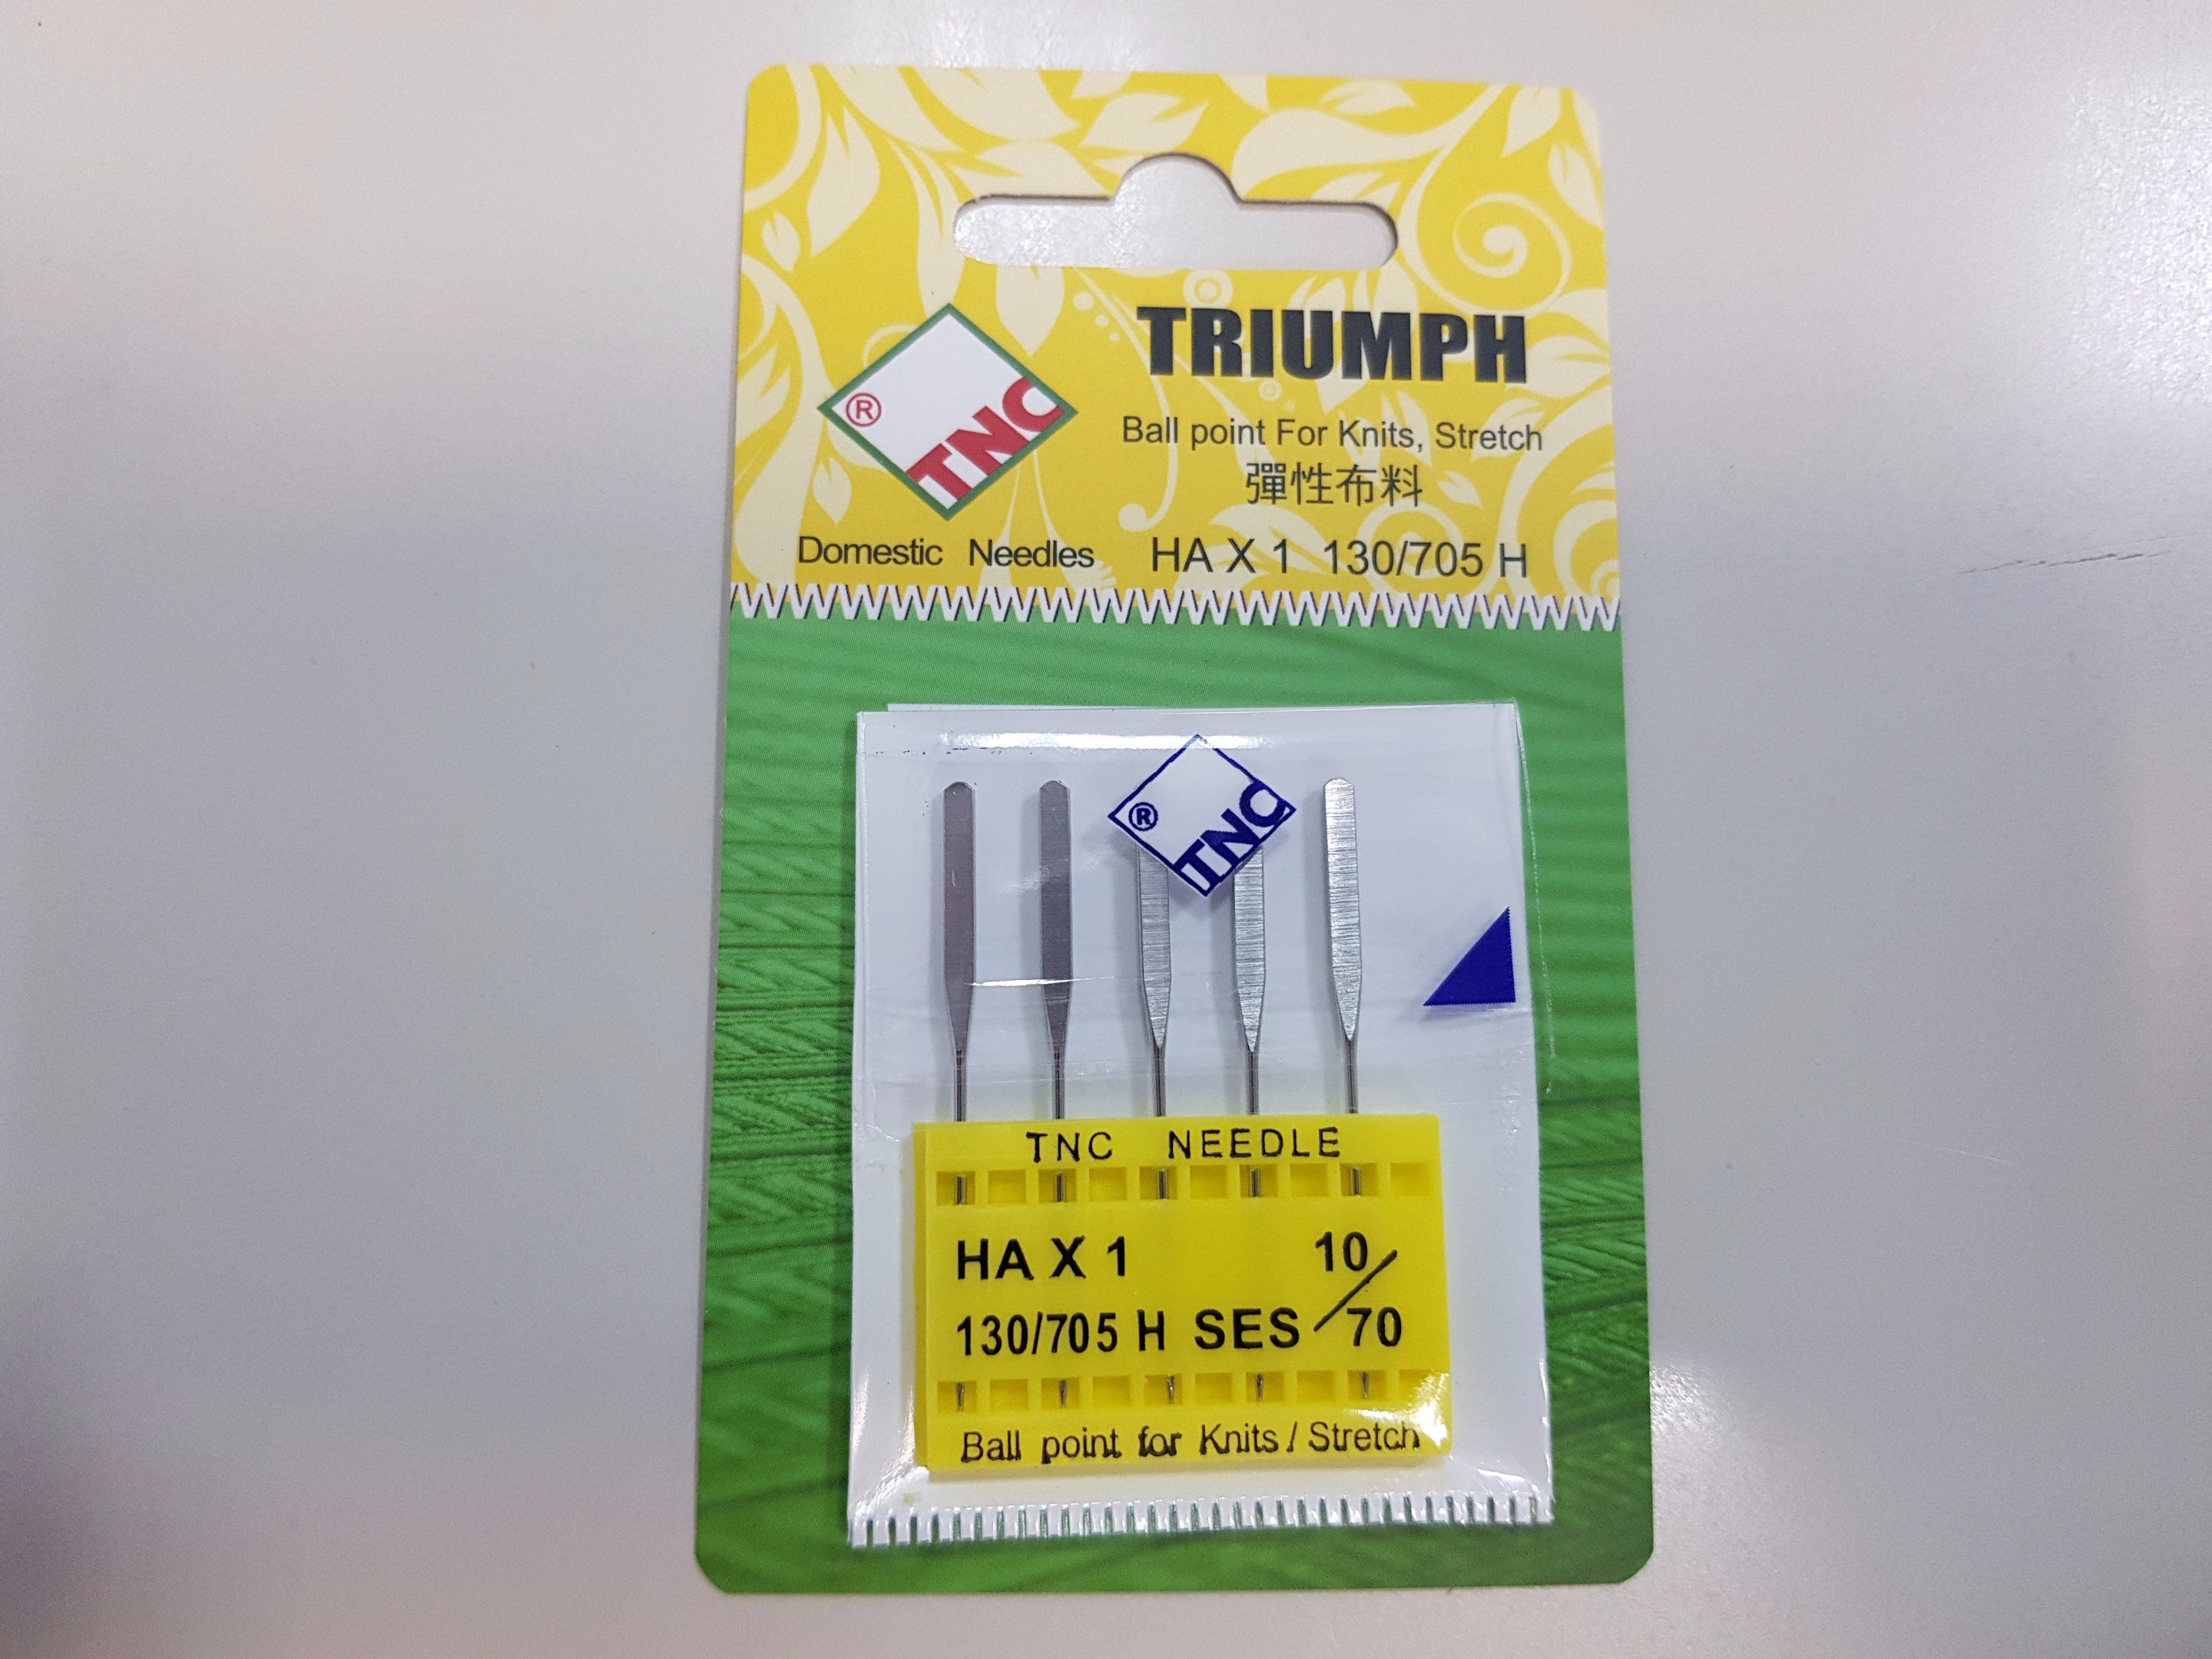 TRIUMPH
® TNC
Ball point For Knits, Stretch
彈性布料
Domestic Needles HA X 1 130/705 H
® TNC
TNC NEEDLE
HA X 1 10/70
130/705 H SES
Ball point for Knits / Stretch